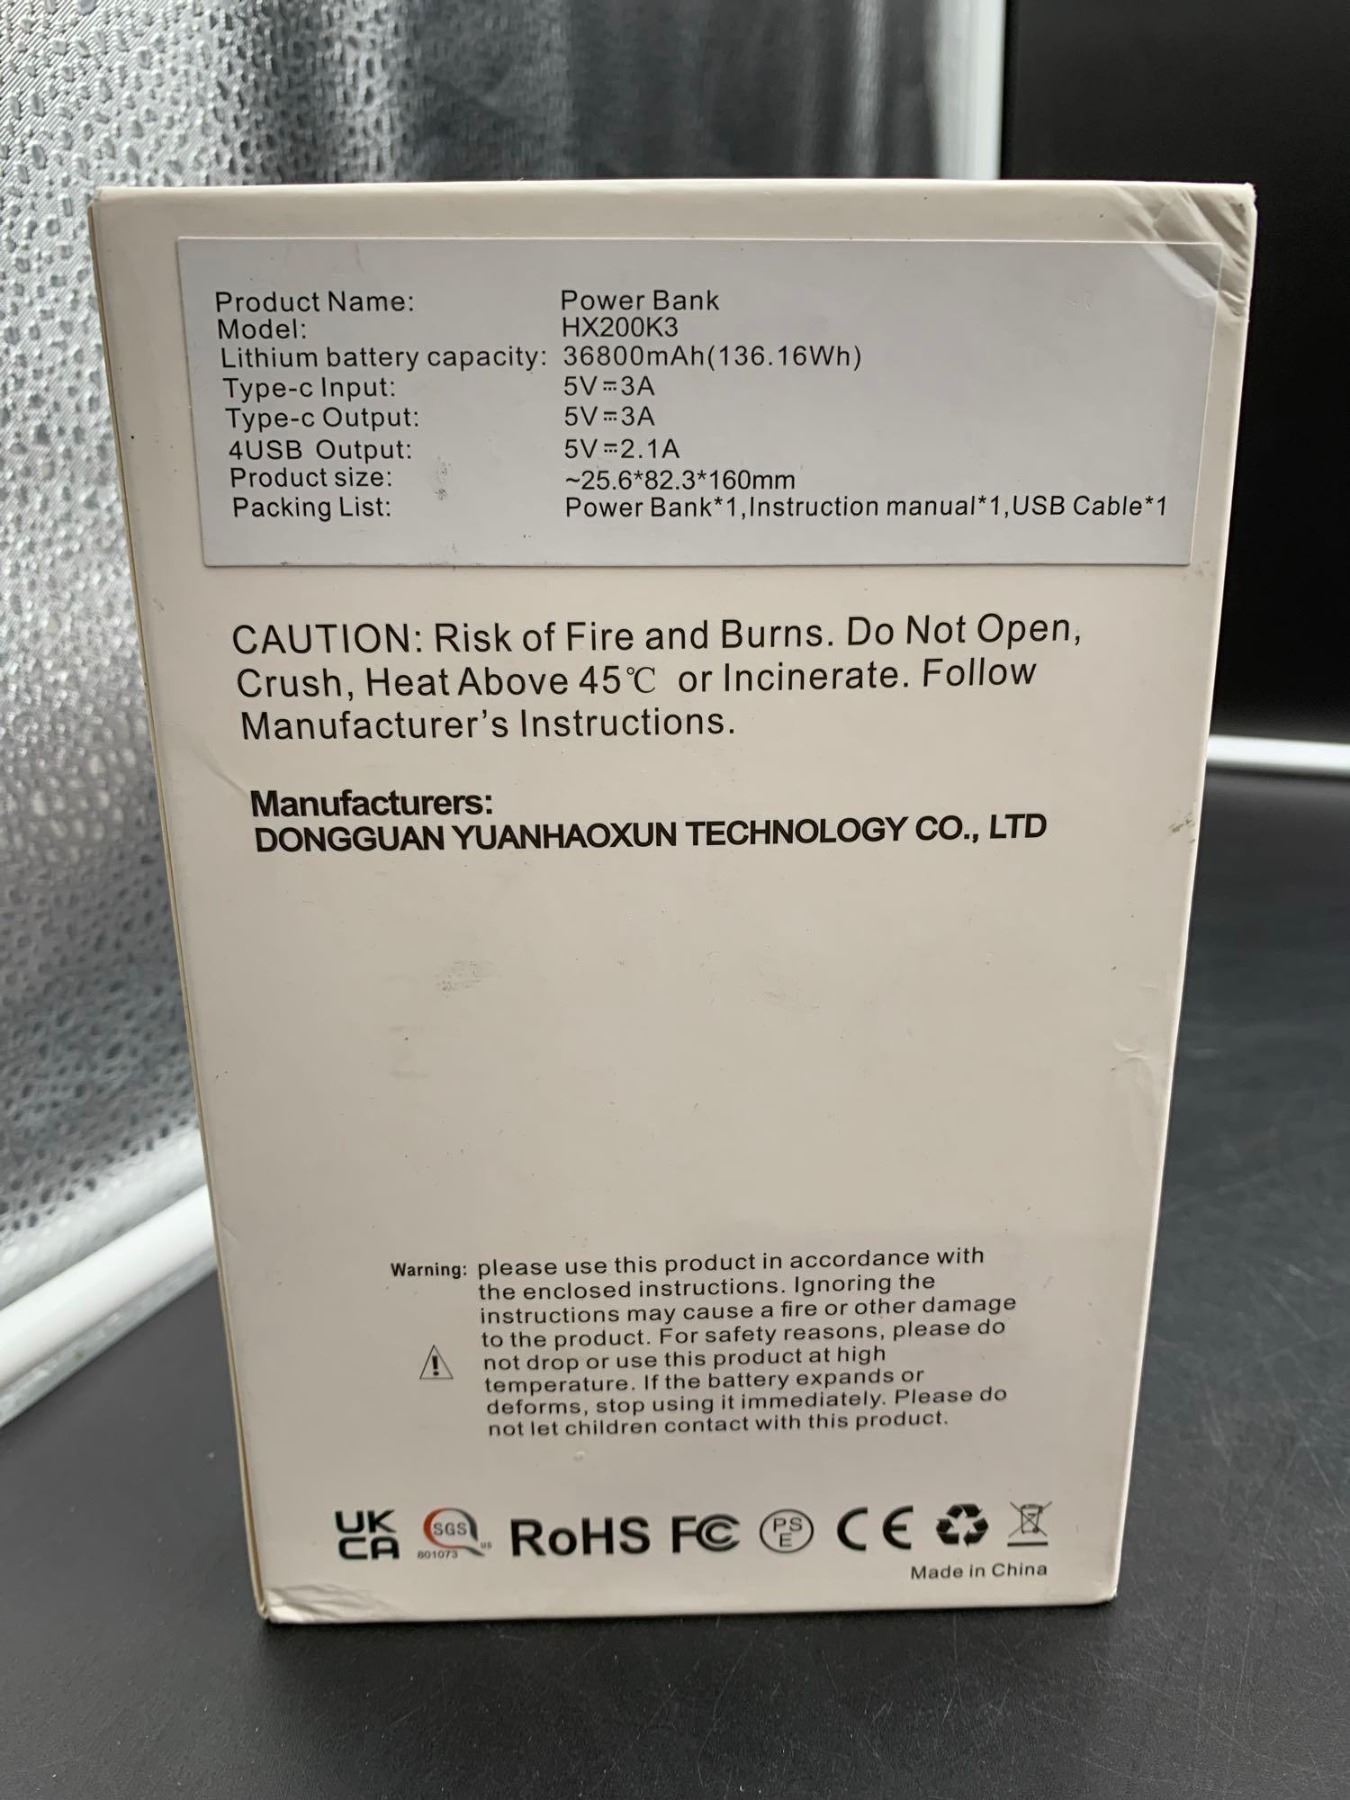 Product Name: Power Bank
Model: HX200K3
Lithium battery capacity: 36800mAh(136.16Wh)
Type-c Input: 5V⎓3A
Type-c Output: 5V⎓3A
4USB Output: 5V⎓2.1A
Product size: ~25.6*82.3*160mm
Packing List: Power Bank*1,Instruction manual*1,USB Cable*1
CAUTION: Risk of Fire and Burns. Do Not Open,
Crush, Heat Above 45℃ or Incinerate. Follow
Manufacturer's Instructions.
Manufacturers:
DONGGUAN YUANHAOXUN TECHNOLOGY CO., LTD
Warning: please use this product in accordance with
the enclosed instructions. Ignoring the
instructions may cause a fire or other damage
to the product. For safety reasons, please do
not drop or use this product at high
temperature. If the battery expands or
deforms, stop using it immediately. Please do
not let children contact with this product.
UK CA SGS US 801073 RoHS FC PSE CE
Made in China